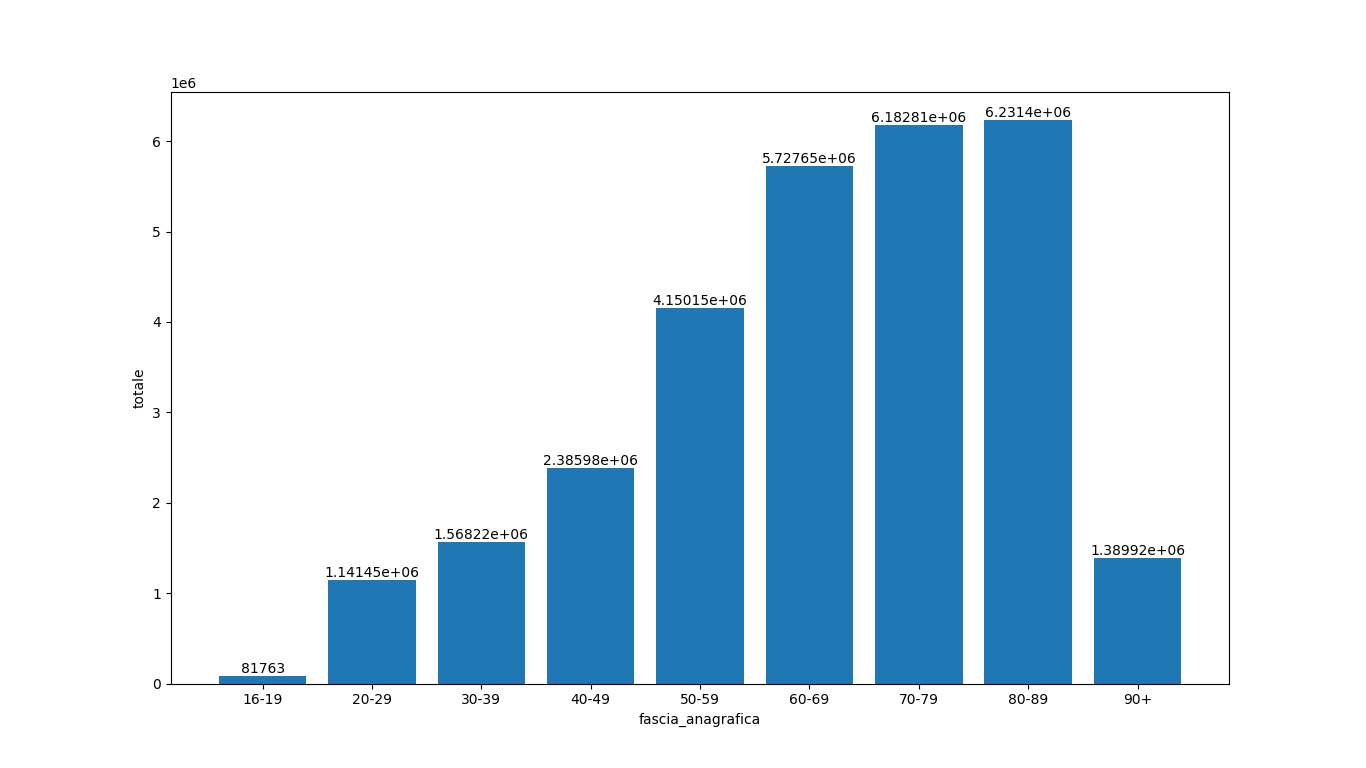 1e6
6.2314e+06
6.18281e+06
6
5.72765e+06
5
4.15015e+06
4
totale
3
2.38598e+06
2
1.56822e+06
1.38992e+06
1.14145e+06
1
81763
0
16-19 20-29 30-39 40-49 50-59 60-69 70-79 80-89 90+
fascia_anagrafica